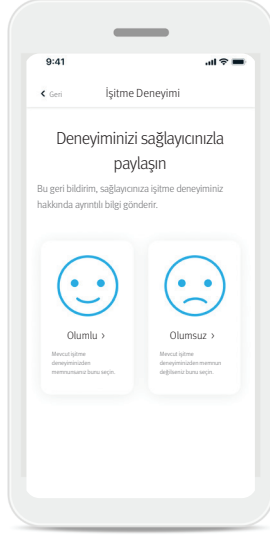 9:41
Geri
İşitme Deneyimi
Deneyiminizi sağlayıcınızla
paylaşın
Bu geri bildirim, sağlayıcınıza işitme deneyiminiz
hakkında ayrıntılı bilgi gönderir.
Olumlu
Mevcut işitme
deneyiminizden
memnunsanız bunu seçin.
Olumsuz
Mevcut işitme
deneyiminizden memnun
değilseniz bunu seçin.